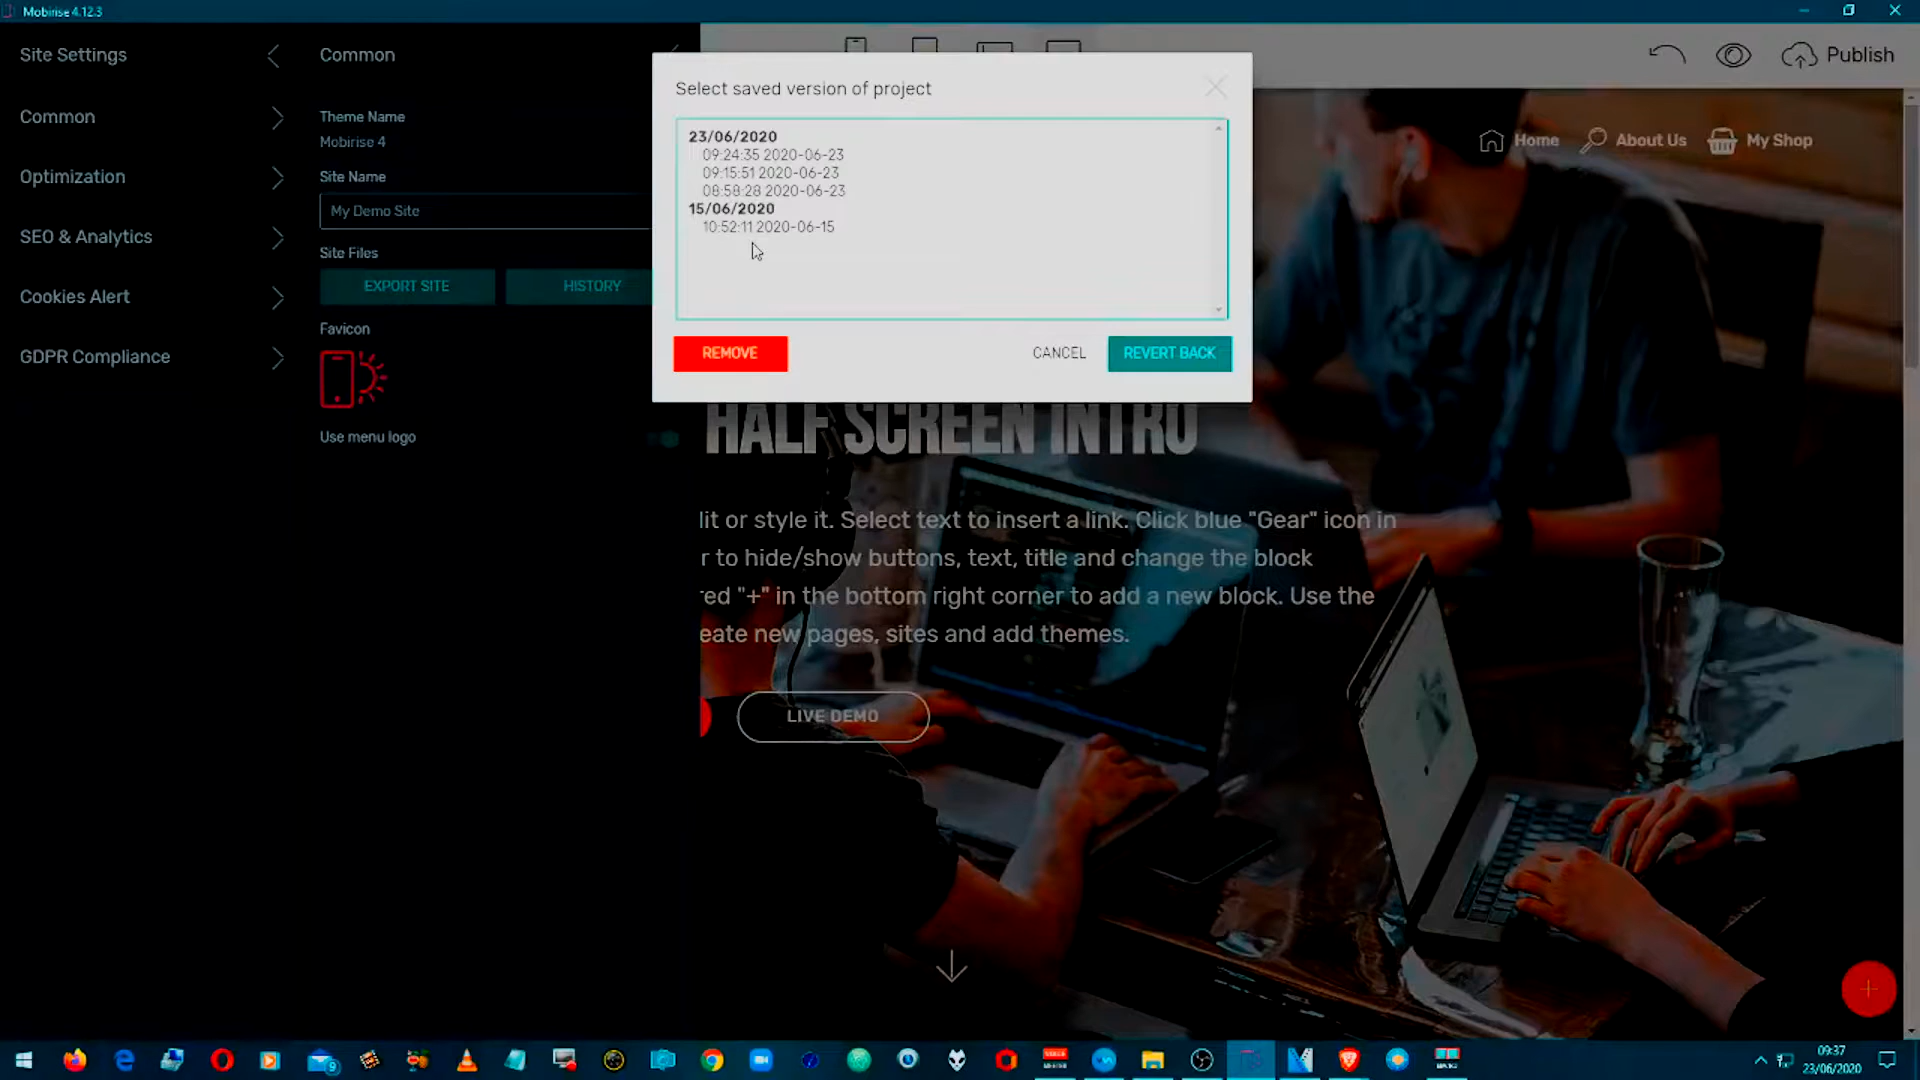 Mobirise 4.12.3
Site Settings
Common
Optimization
SEO & Analytics
Cookies Alert
GDPR Compliance
Common
Theme Name
Mobirise 4
Site Name
My Demo Site
Site Files
EXPORT SITE
HISTORY
Favicon
Use menu logo
Select saved version of project
23/06/2020
09:24:35 2020-06-23
09:15:51 2020-06-23
08:58:28 2020-06-23
15/06/2020
10:52:11 2020-06-15
REMOVE
CANCEL
REVERT BACK
Publish
Home
About Us
My Shop
HALF SCREEN INTRO
lit or style it. Select text to insert a link. Click blue "Gear" icon in
r to hide/show buttons, text, title and change the block
red "+" in the bottom right corner to add a new block. Use the
eate new pages, sites and add themes.
LIVE DEMO
09:37
23/06/2020